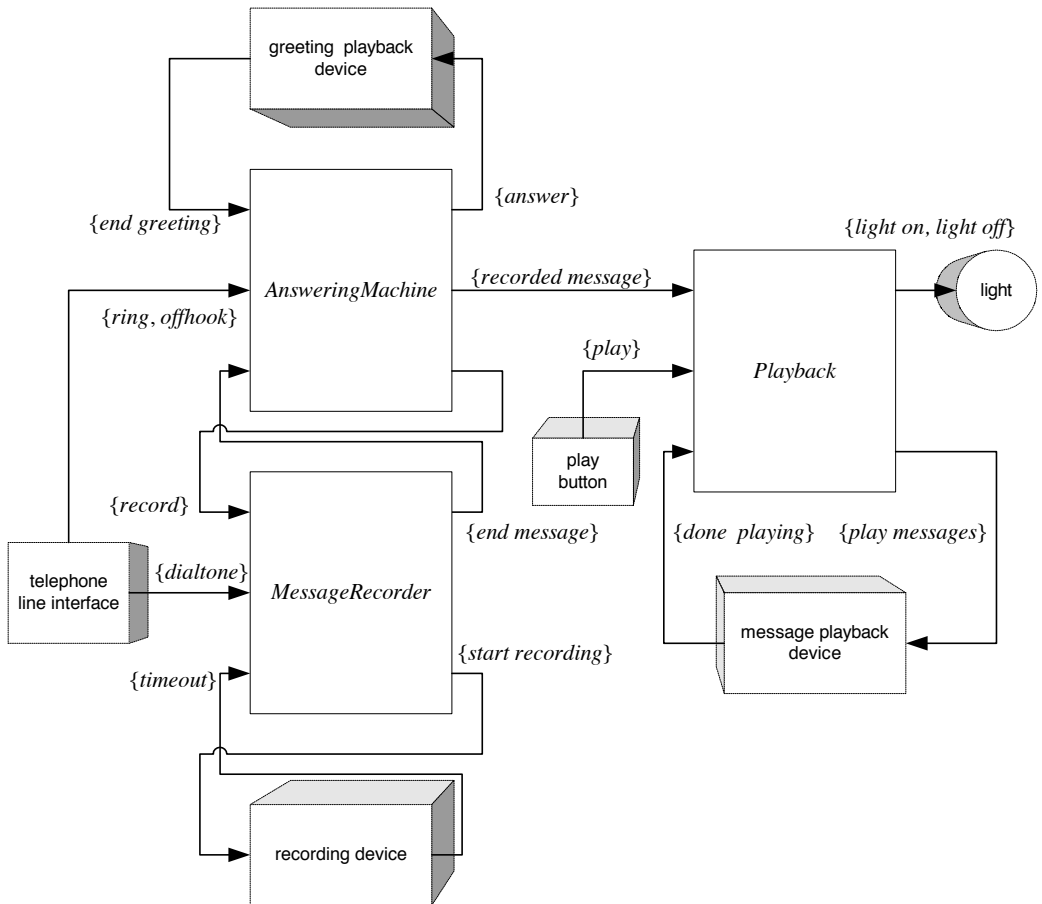 greeting playback
device
{answer}
{end greeting}
{light on, light off}
AnsweringMachine
{recorded message}
light
{ring, offhook}
{play}
Playback
play
button
{record}
{end message}
{done playing}
{play messages}
telephone
line interface
{dialtone}
MessageRecorder
message playback
device
{start recording}
{timeout}
recording device